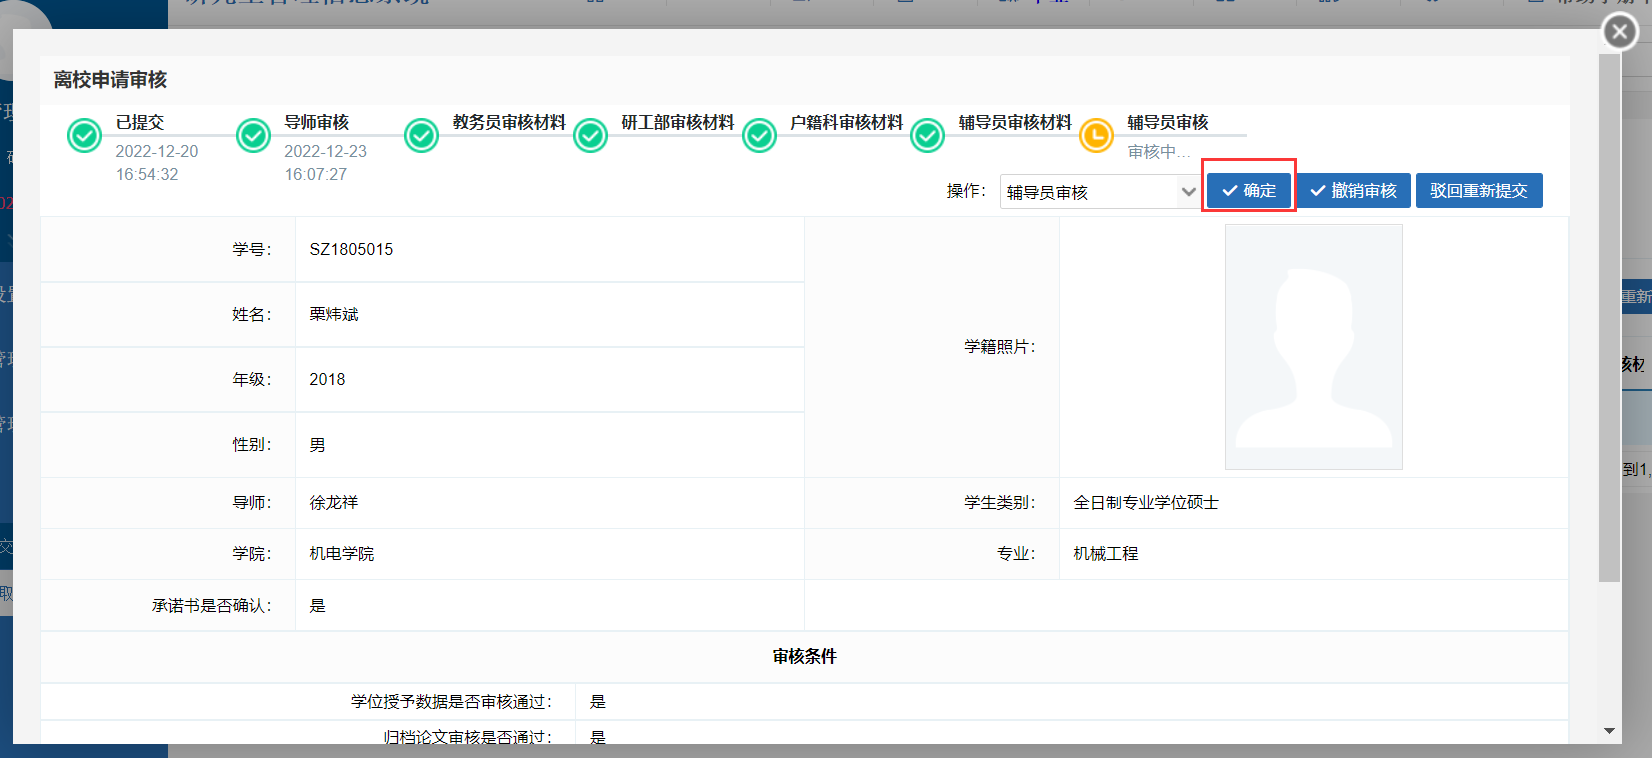 离校申请审核
已提交
2022-12-20
16:54:32
导师审核
2022-12-23
16:07:27
教务员审核材料
研工部审核材料
户籍科审核材料
辅导员审核材料
辅导员审核
审核中...
操作：
辅导员审核
确定
撤销审核
驳回重新提交
学号：
SZ1805015
姓名：
栗炜斌
年级：
2018
性别：
男
学籍照片：
导师：
徐龙祥
学生类别：
全日制专业学位硕士
学院：
机电学院
专业：
机械工程
承诺书是否确认：
是
审核条件
学位授予数据是否审核通过：
是
归档论文审核是否通过：
是
重新
核材
到1,